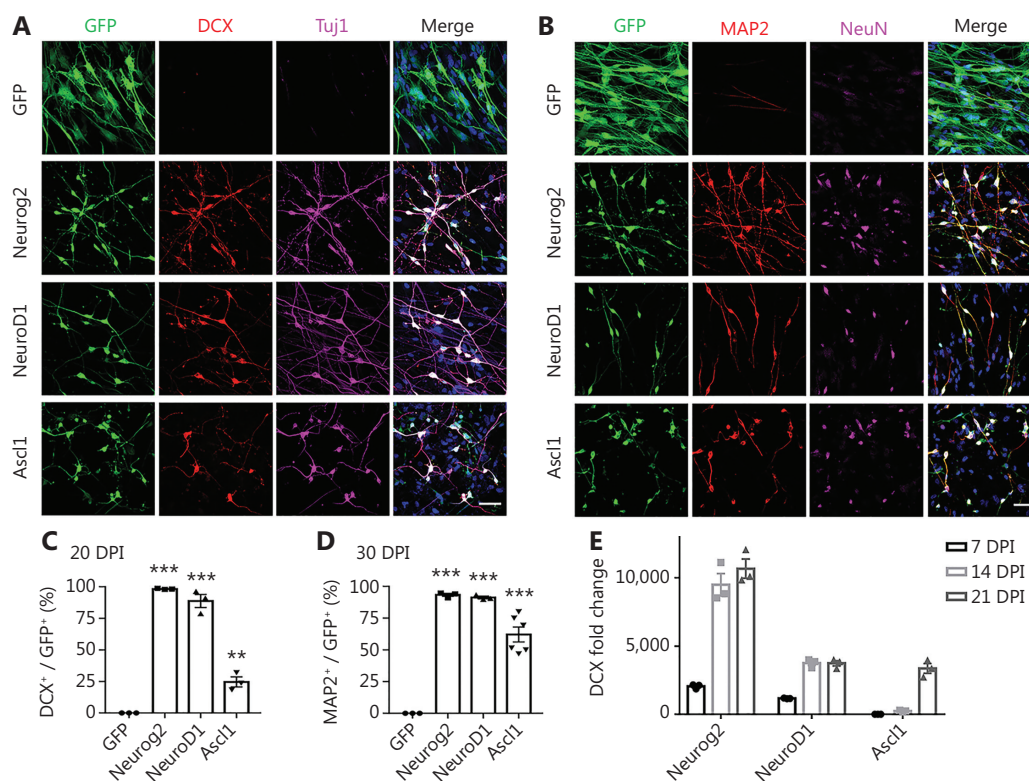 A
GFP DCX Tuj1 Merge
GFP
Neurog2
NeuroD1
Ascl1
B
GFP MAP2 NeuN Merge
GFP
Neurog2
NeuroD1
Ascl1
C
20 DPI
DCX⁺ / GFP⁺ (%)
100
75
50
25
0
*** *** **
GFP Neurog2 NeuroD1 Ascl1
D
30 DPI
MAP2⁺ / GFP⁺ (%)
100
75
50
25
0
*** *** ***
GFP Neurog2 NeuroD1 Ascl1
E
DCX fold change
10,000
5,000
0
Neurog2 NeuroD1 Ascl1
7 DPI
14 DPI
21 DPI